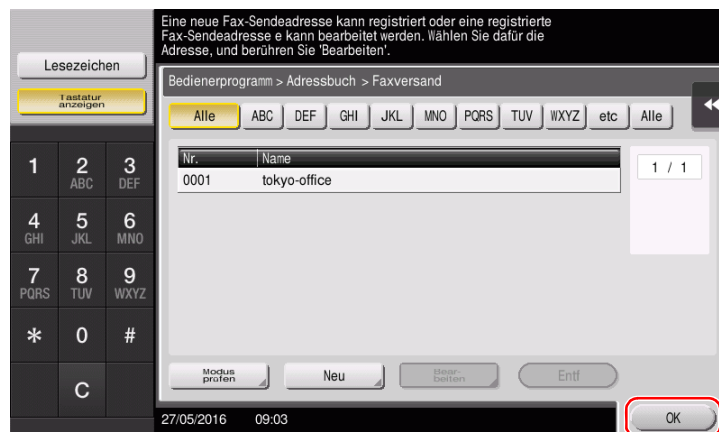 Eine neue Fax-Sendeadresse kann registriert oder eine registrierte
Fax-Sendeadresse e kann bearbeitet werden. Wählen Sie dafür die
Adresse, und berühren Sie 'Bearbeiten'.
Lesezeichen
Tastatur
anzeigen
Bedienerprogramm > Adressbuch > Faxversand
Alle ABC DEF GHI JKL MNO PQRS TUV WXYZ etc Alle
Nr. Name
0001 tokyo-office
1 / 1
1 2 ABC 3 DEF
4 GHI 5 JKL 6 MNO
7 PQRS 8 TUV 9 WXYZ
* 0 #
C
Modus
prüfen
Neu
Bear-
beiten
Entf
27/05/2016 09:03
OK